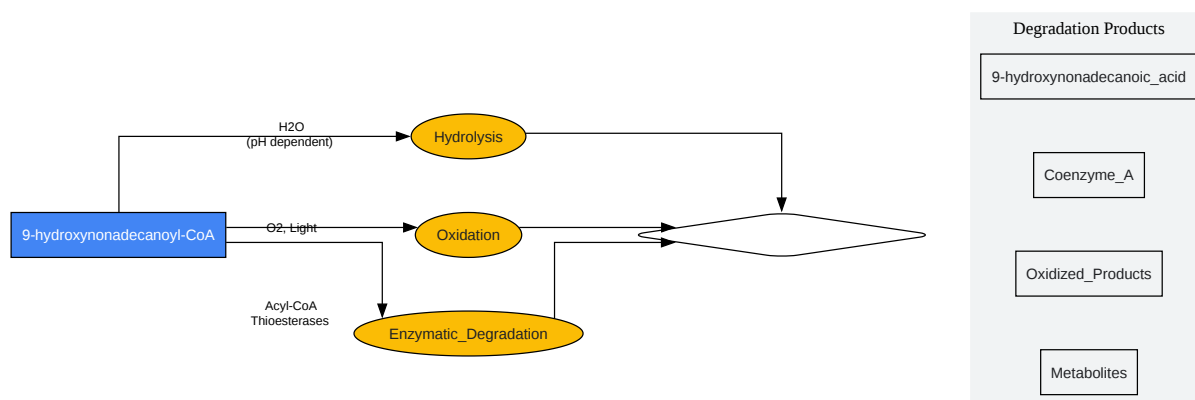 Degradation Products
9-hydroxynonadecanoic_acid
H2O
(pH dependent)
Hydrolysis
Coenzyme_A
9-hydroxynonadecanoyl-CoA
O2, Light
Oxidation
Oxidized_Products
Acyl-CoA
Thioesterases
Enzymatic_Degradation
Metabolites